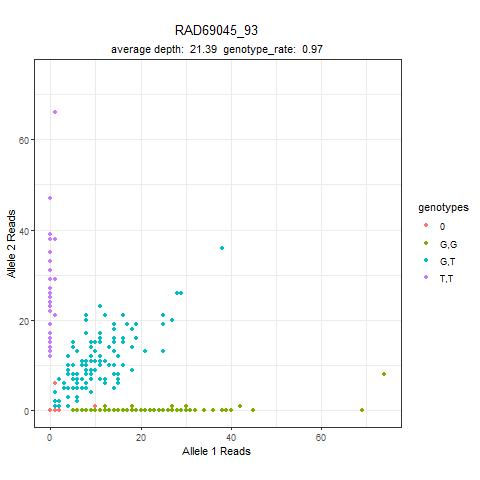 RAD69045_93
average depth: 21.39 genotype_rate: 0.97
60
40
20
0
Allele 2 Reads
0 20 40 60
Allele 1 Reads
genotypes
0
G,G
G,T
T,T